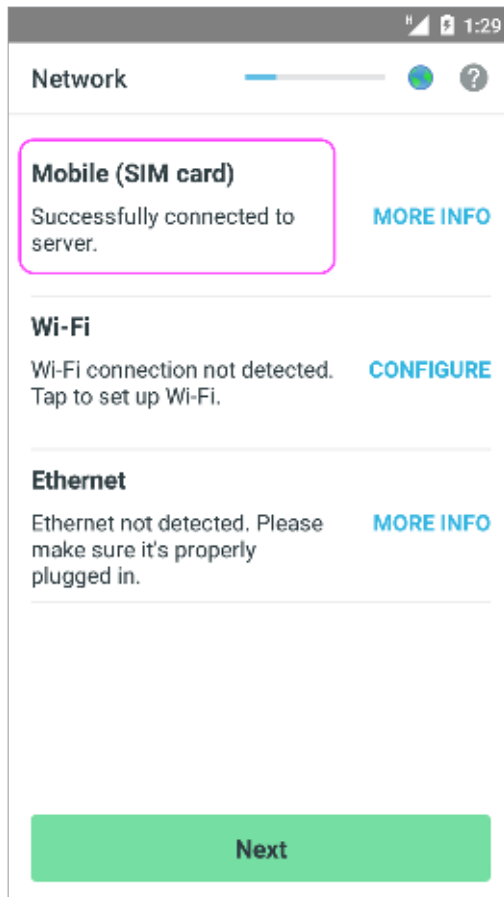 H 1:29
Network ?
Mobile (SIM card)
Successfully connected to
server.
MORE INFO
Wi-Fi
Wi-Fi connection not detected.
Tap to set up Wi-Fi.
CONFIGURE
Ethernet
Ethernet not detected. Please
make sure it's properly
plugged in.
MORE INFO
Next